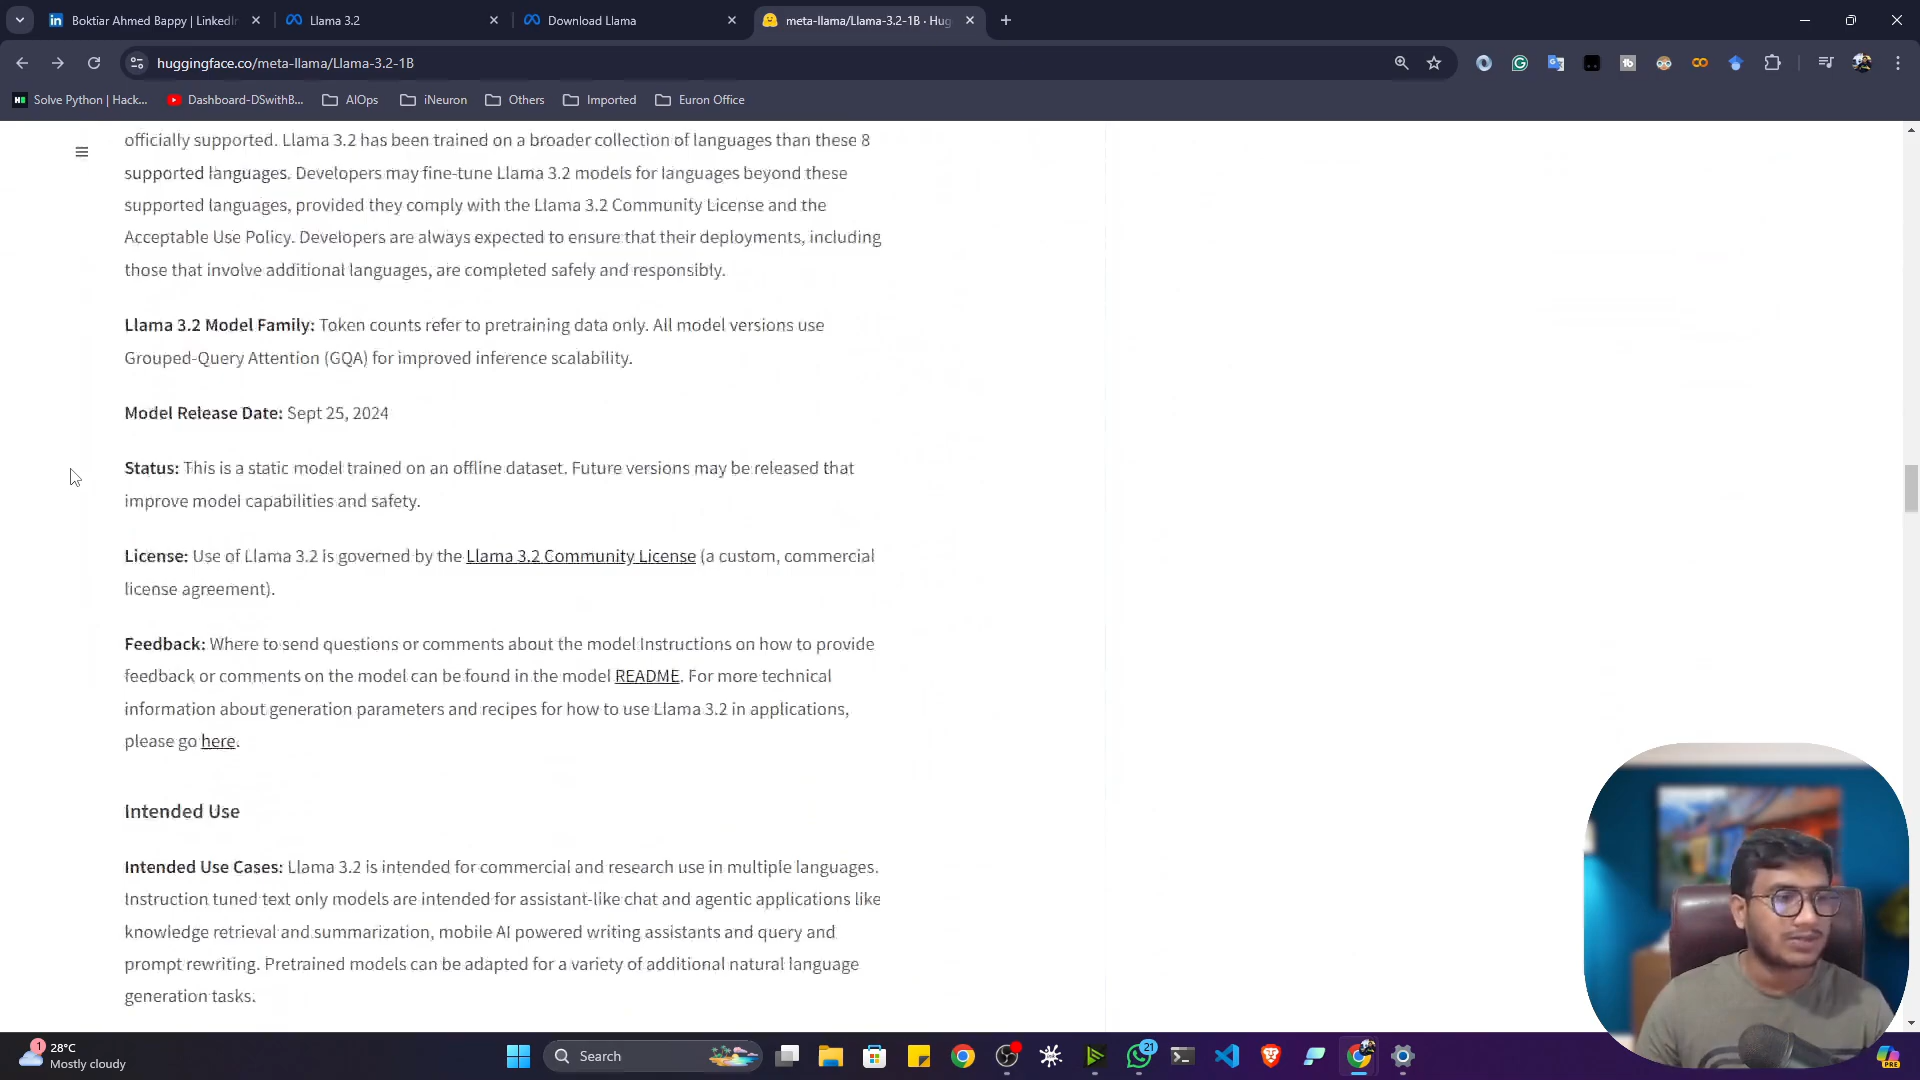 Boktiar Ahmed Bappy | LinkedIn
Llama 3.2
Download Llama
meta-llama/Llama-3.2-1B · Hug
huggingface.co/meta-llama/Llama-3.2-1B
Solve Python | Hack...
Dashboard-DSwithB...
AIOps
iNeuron
Others
Imported
Euron Office
officially supported. Llama 3.2 has been trained on a broader collection of languages than these 8
supported languages. Developers may fine-tune Llama 3.2 models for languages beyond these
supported languages, provided they comply with the Llama 3.2 Community License and the
Acceptable Use Policy. Developers are always expected to ensure that their deployments, including
those that involve additional languages, are completed safely and responsibly.
Llama 3.2 Model Family: Token counts refer to pretraining data only. All model versions use
Grouped-Query Attention (GQA) for improved inference scalability.
Model Release Date: Sept 25, 2024
Status: This is a static model trained on an offline dataset. Future versions may be released that
improve model capabilities and safety.
License: Use of Llama 3.2 is governed by the Llama 3.2 Community License (a custom, commercial
license agreement).
Feedback: Where to send questions or comments about the model Instructions on how to provide
feedback or comments on the model can be found in the model README. For more technical
information about generation parameters and recipes for how to use Llama 3.2 in applications,
please go here.
Intended Use
Intended Use Cases: Llama 3.2 is intended for commercial and research use in multiple languages.
Instruction tuned text only models are intended for assistant-like chat and agentic applications like
knowledge retrieval and summarization, mobile AI powered writing assistants and query and
prompt rewriting. Pretrained models can be adapted for a variety of additional natural language
generation tasks.
1
28°C
Mostly cloudy
Search
21
PRE